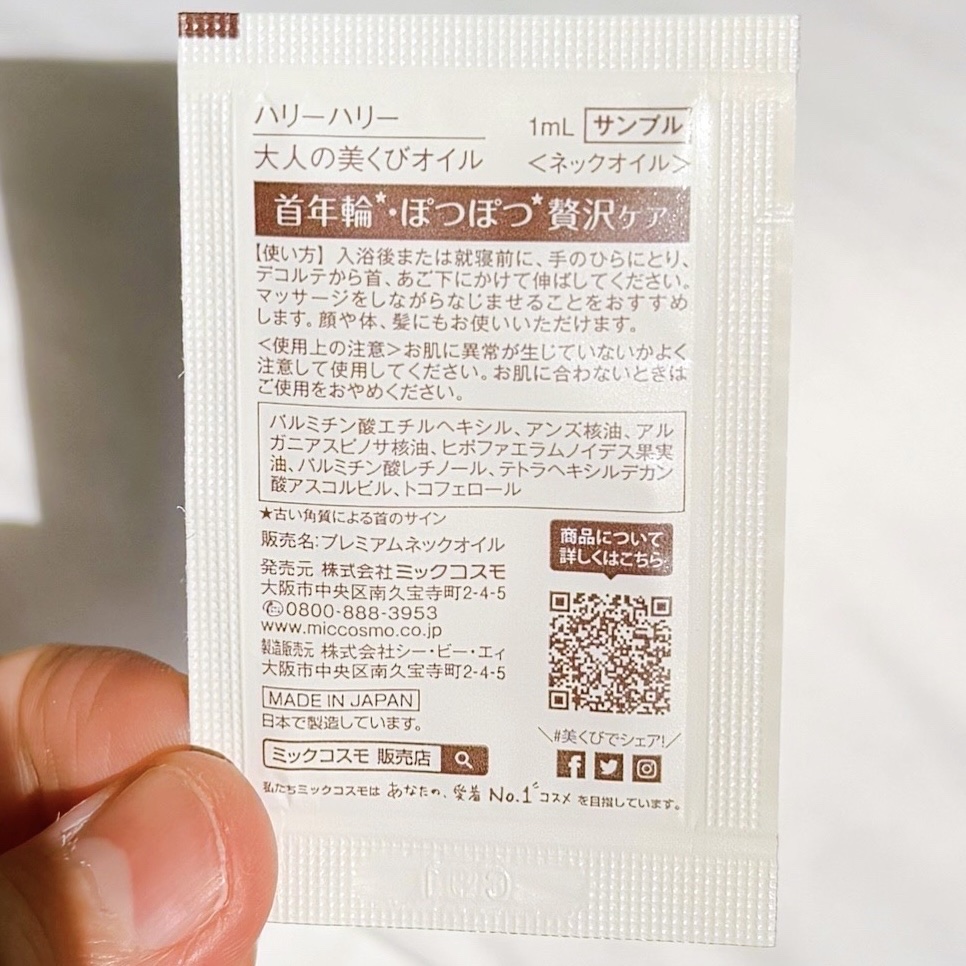 ハリーハリー
1mL サンプル
大人の美くびオイル
＜ネックオイル＞
首年輪★・ぽつぽつ★贅沢ケア
【使い方】入浴後または就寝前に、手のひらにとり、
デコルテから首、あご下にかけて伸ばしてください。
マッサージをしながらなじませることをおすすめ
します。顔や体、髪にもお使いいただけます。
＜使用上の注意＞お肌に異常が生じていないかよく
注意して使用してください。お肌に合わないときは
ご使用をおやめください。
パルミチン酸エチルヘキシル、アンズ核油、アル
ガニアスピノサ核油、ヒポファエラムノイデス果実
油、パルミチン酸レチノール、テトラヘキシルデカン
酸アスコルビル、トコフェロール
★古い角質による首のサイン
販売名：プレミアムネックオイル
発売元 株式会社ミックコスモ
大阪市中央区南久宝寺町2-4-5
0800-888-3953
www.miccosmo.co.jp
製造販売元 株式会社シー・ビー・エィ
大阪市中央区南久宝寺町2-4-5
MADE IN JAPAN
日本で製造しています。
ミックコスモ 販売店
商品について
詳しくはこちら
＼#美くびでシェア!／
私たちミックコスモは あなたの、愛着 No.1 コスメ を目指しています。